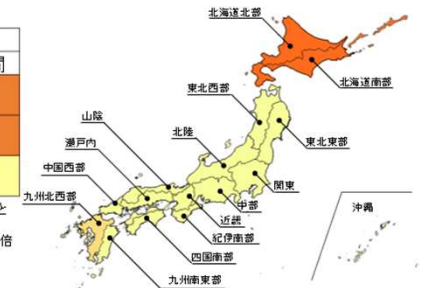 北海道北部
間
北海道南部
東北西部
山陰
北陸
東北東部
瀬戸内
中国西部
関東
九州北西部
中部
沖縄
近畿
倍
紀伊南部
四国南部
九州南東部